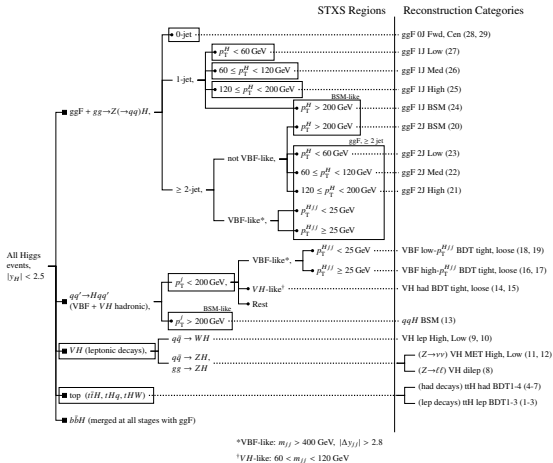 STXS Regions Reconstruction Categories
0-jet ggF 0J Fwd, Cen (28, 29)
p_T^H < 60 GeV ggF 1J Low (27)
1-jet, 60 ≤ p_T^H < 120 GeV ggF 1J Med (26)
120 ≤ p_T^H < 200 GeV ggF 1J High (25)
BSM-like
p_T^H > 200 GeV ggF 1J BSM (24)
ggF + gg→Z(→qq)H,
p_T^H > 200 GeV ggF 2J BSM (20)
ggF, ≥ 2 jet
p_T^H < 60 GeV ggF 2J Low (23)
not VBF-like,
60 ≤ p_T^H < 120 GeV ggF 2J Med (22)
≥ 2-jet,
120 ≤ p_T^H < 200 GeV ggF 2J High (21)
p_T^{Hjj} < 25 GeV
VBF-like*,
p_T^{Hjj} ≥ 25 GeV
p_T^{Hjj} < 25 GeV VBF low-p_T^{Hjj} BDT tight, loose (18, 19)
All Higgs
events,
|y_H| < 2.5
VBF-like*,
p_T^{Hjj} ≥ 25 GeV VBF high-p_T^{Hjj} BDT tight, loose (16, 17)
p_T^j < 200 GeV,
VH-like† VH had BDT tight, loose (14, 15)
qq′→Hqq′
(VBF + VH hadronic)
Rest
BSM-like
p_T^j > 200 GeV qqH BSM (13)
qq̄ → WH VH lep High, Low (9, 10)
VH (leptonic decays),
qq̄ → ZH,
gg → ZH
(Z→νν) VH MET High, Low (11, 12)
(Z→ℓℓ) VH dilep (8)
top (tt̄H, tHq, tHW)
(had decays) ttH had BDT1-4 (4-7)
(lep decays) ttH lep BDT1-3 (1-3)
bb̄H (merged at all stages with ggF)
*VBF-like: m_jj > 400 GeV, |Δy_jj| > 2.8
†VH-like: 60 < m_jj < 120 GeV